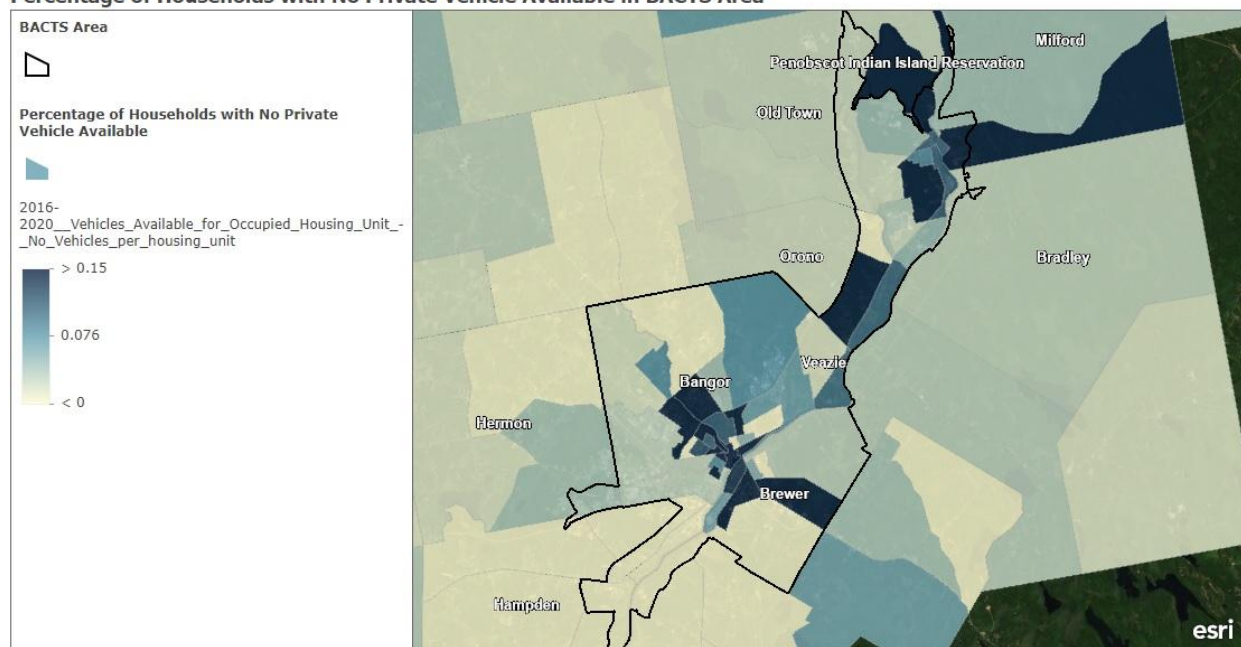 Percentage of Households with No Private Vehicle Available in BACTS Area
BACTS Area
Percentage of Households with No Private
Vehicle Available
2016-
2020__Vehicles_Available_for_Occupied_Housing_Unit_-
_No_Vehicles_per_housing_unit
> 0.15
0.076
< 0
Milford
Penobscot Indian Island Reservation
Old Town
Orono
Bradley
Veazie
Bangor
Hermon
Brewer
Hampden
esri